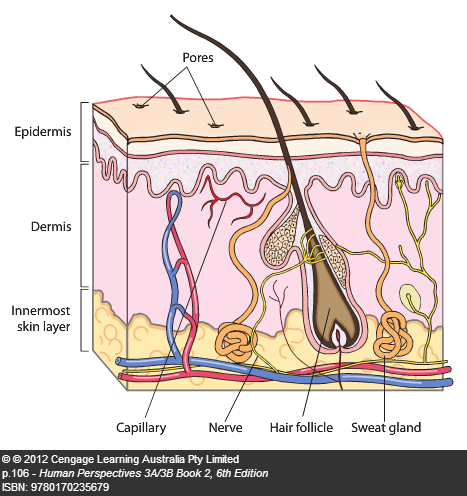 Pores
Epidermis
Dermis
Innermost
skin layer
Capillary
Nerve
Hair follicle
Sweat gland
© © 2012 Cengage Learning Australia Pty Limited
p.106 - Human Perspectives 3A/3B Book 2, 6th Edition
ISBN: 9780170235679